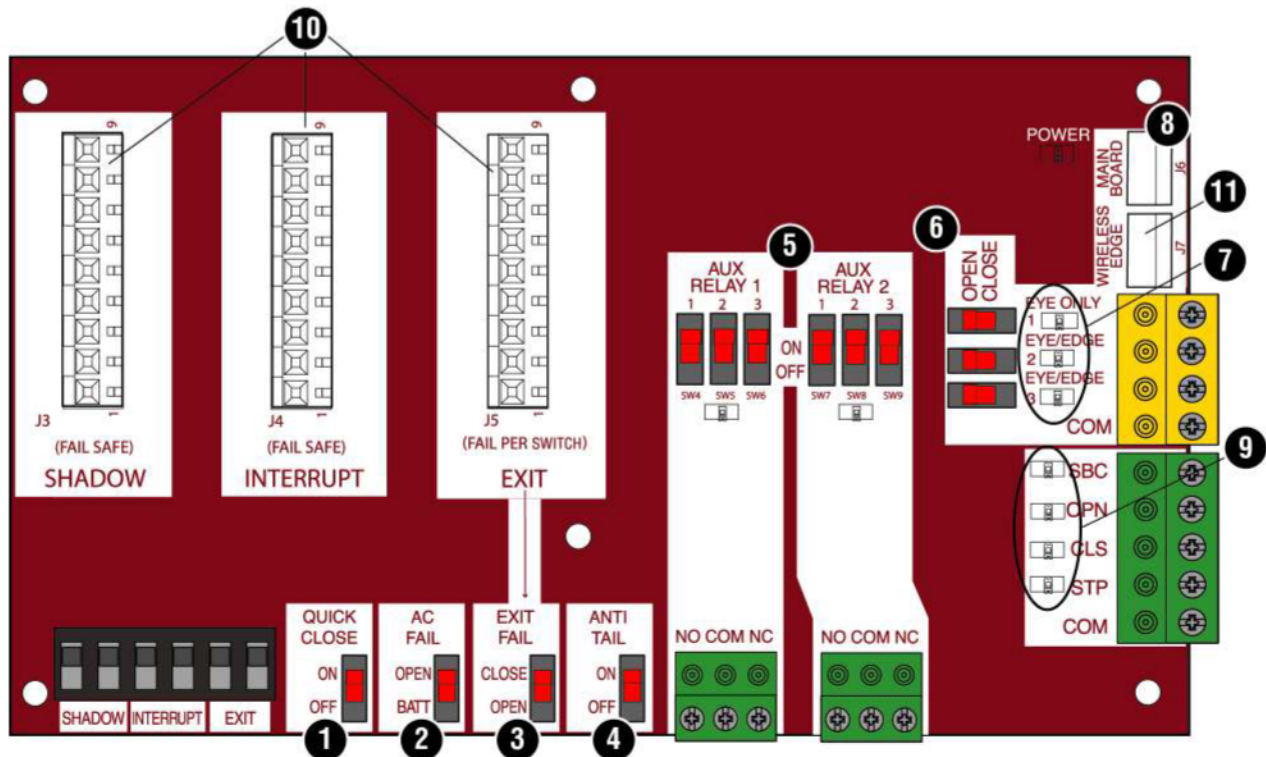 10
9
J3
1
(FAIL SAFE)
SHADOW
9
J4
1
(FAIL SAFE)
INTERRUPT
9
J5
1
(FAIL PER SWITCH)
EXIT
5
AUX
RELAY 1
1 2 3
SW4 SW5 SW6
ON
OFF
AUX
RELAY 2
1 2 3
SW7 SW8 SW9
POWER
8
MAIN
BOARD
J6
WIRELESS
EDGE
J7
11
6
OPEN
CLOSE
7
EYE ONLY
1
EYE/EDGE
2
EYE/EDGE
3
COM
9
SBC
OPN
CLS
STP
COM
SHADOW INTERRUPT EXIT
QUICK
CLOSE
ON
OFF
1
AC
FAIL
OPEN
BATT
2
EXIT
FAIL
CLOSE
OPEN
3
ANTI
TAIL
ON
OFF
4
NO COM NC
NO COM NC